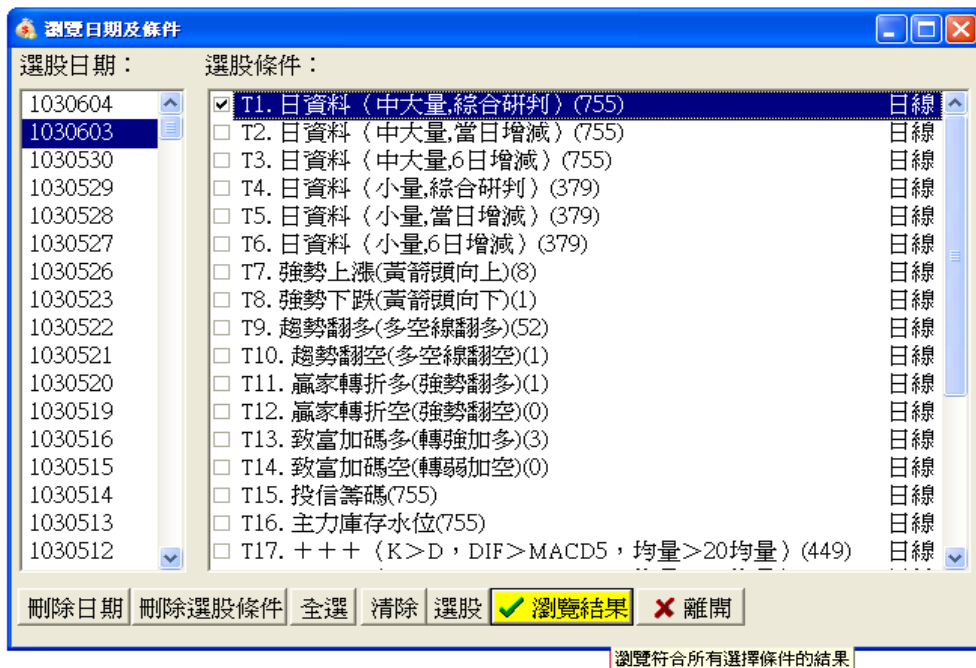 瀏覽日期及條件
選股日期：
選股條件：
1030604
1030603
1030530
1030529
1030528
1030527
1030526
1030523
1030522
1030521
1030520
1030519
1030516
1030515
1030514
1030513
1030512
T1. 日資料（中大量,綜合研判）(755) 日線
T2. 日資料（中大量,當日增減）(755) 日線
T3. 日資料（中大量,6日增減）(755) 日線
T4. 日資料（小量,綜合研判）(379) 日線
T5. 日資料（小量,當日增減）(379) 日線
T6. 日資料（小量,6日增減）(379) 日線
T7. 強勢上漲(黃箭頭向上)(8) 日線
T8. 強勢下跌(黃箭頭向下)(1) 日線
T9. 趨勢翻多(多空線翻多)(52) 日線
T10. 趨勢翻空(多空線翻空)(1) 日線
T11. 贏家轉折多(強勢翻多)(1) 日線
T12. 贏家轉折空(強勢翻空)(0) 日線
T13. 致富加碼多(轉強加多)(3) 日線
T14. 致富加碼空(轉弱加空)(0) 日線
T15. 投信籌碼(755) 日線
T16. 主力庫存水位(755) 日線
T17. ＋＋＋（K＞D，DIF＞MACD5，均量＞20均量）(449) 日線
刪除日期 刪除選股條件 全選 清除 選股 瀏覽結果 離開
瀏覽符合所有選擇條件的結果